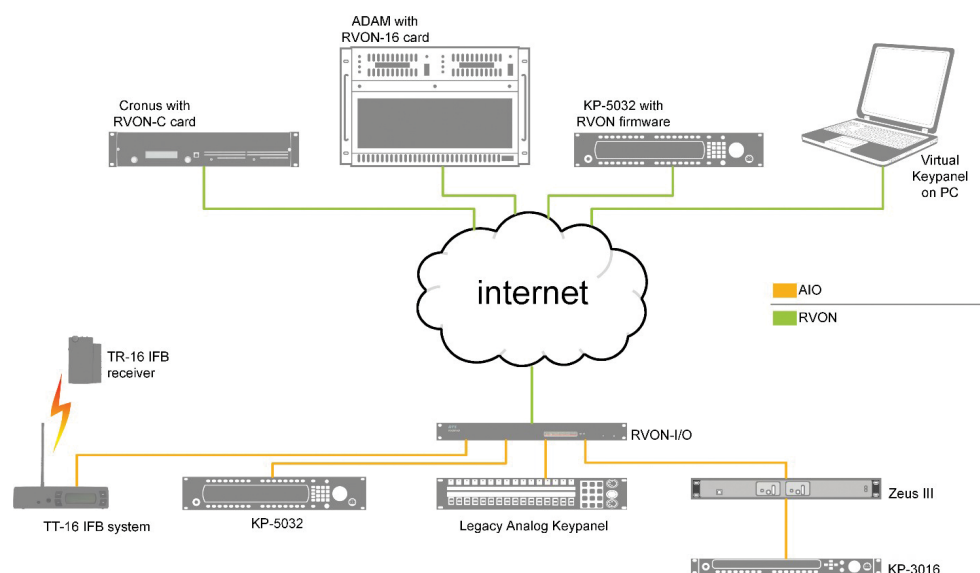 ADAM with
RVON-16 card
Cronus with
RVON-C card
KP-5032 with
RVON firmware
Virtual
Keypanel
on PC
internet
AIO
RVON
TR-16 IFB
receiver
RVON-I/O
TT-16 IFB system
KP-5032
Legacy Analog Keypanel
Zeus III
KP-3016